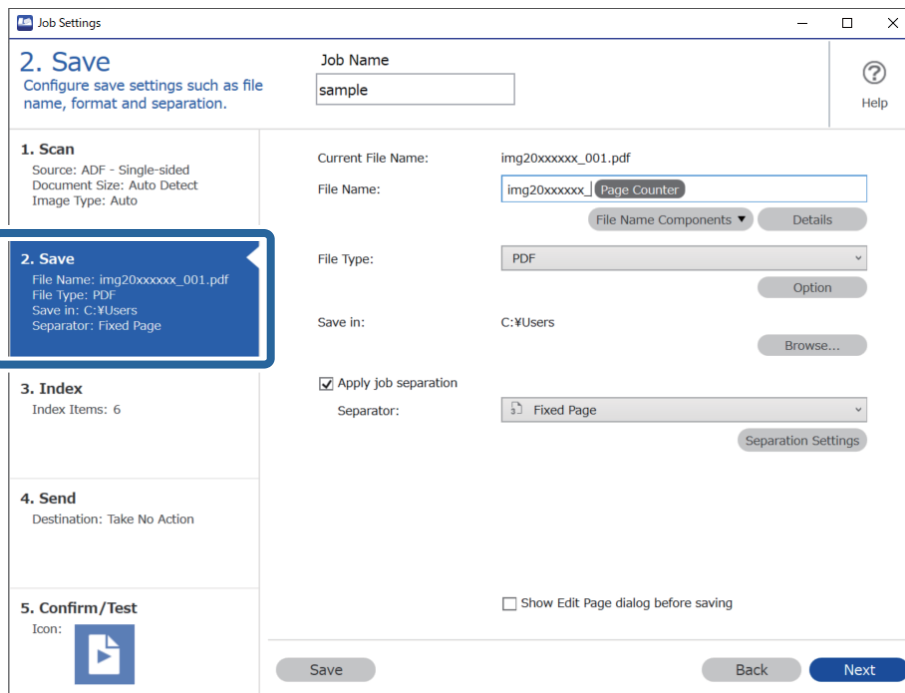 Job Settings
2. Save
Configure save settings such as file
name, format and separation.
Job Name
sample
Help
1. Scan
Source: ADF - Single-sided
Document Size: Auto Detect
Image Type: Auto
2. Save
File Name: img20xxxxxx_001.pdf
File Type: PDF
Save in: C:¥Users
Separator: Fixed Page
3. Index
Index Items: 6
4. Send
Destination: Take No Action
5. Confirm/Test
Icon:
Current File Name: img20xxxxxx_001.pdf
File Name: img20xxxxxx_ Page Counter
File Name Components ▼ Details
File Type: PDF
Option
Save in: C:¥Users
Browse...
Apply job separation
Separator: Fixed Page
Separation Settings
Show Edit Page dialog before saving
Save Back Next